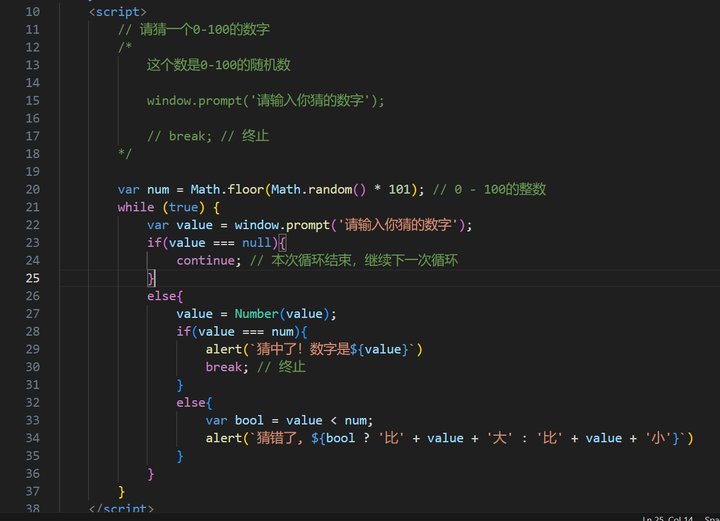 10 <script>
11 // 请猜一个0-100的数字
12 /*
13 这个数是0-100的随机数
14
15 window.prompt('请输入你猜的数字');
16
17 // break; // 终止
18 */
19
20 var num = Math.floor(Math.random() * 101); // 0 - 100的整数
21 while (true) {
22 var value = window.prompt('请输入你猜的数字');
23 if(value === null){
24 continue; // 本次循环结束，继续下一次循环
25 }
26 else{
27 value = Number(value);
28 if(value === num){
29 alert(`猜中了！数字是${value}`)
30 break; // 终止
31 }
32 else{
33 var bool = value < num;
34 alert(`猜错了，${bool ? '比' + value + '大' : '比' + value + '小'}`)
35 }
36 }
37 }
38 </script>
Ln 25, Col 14